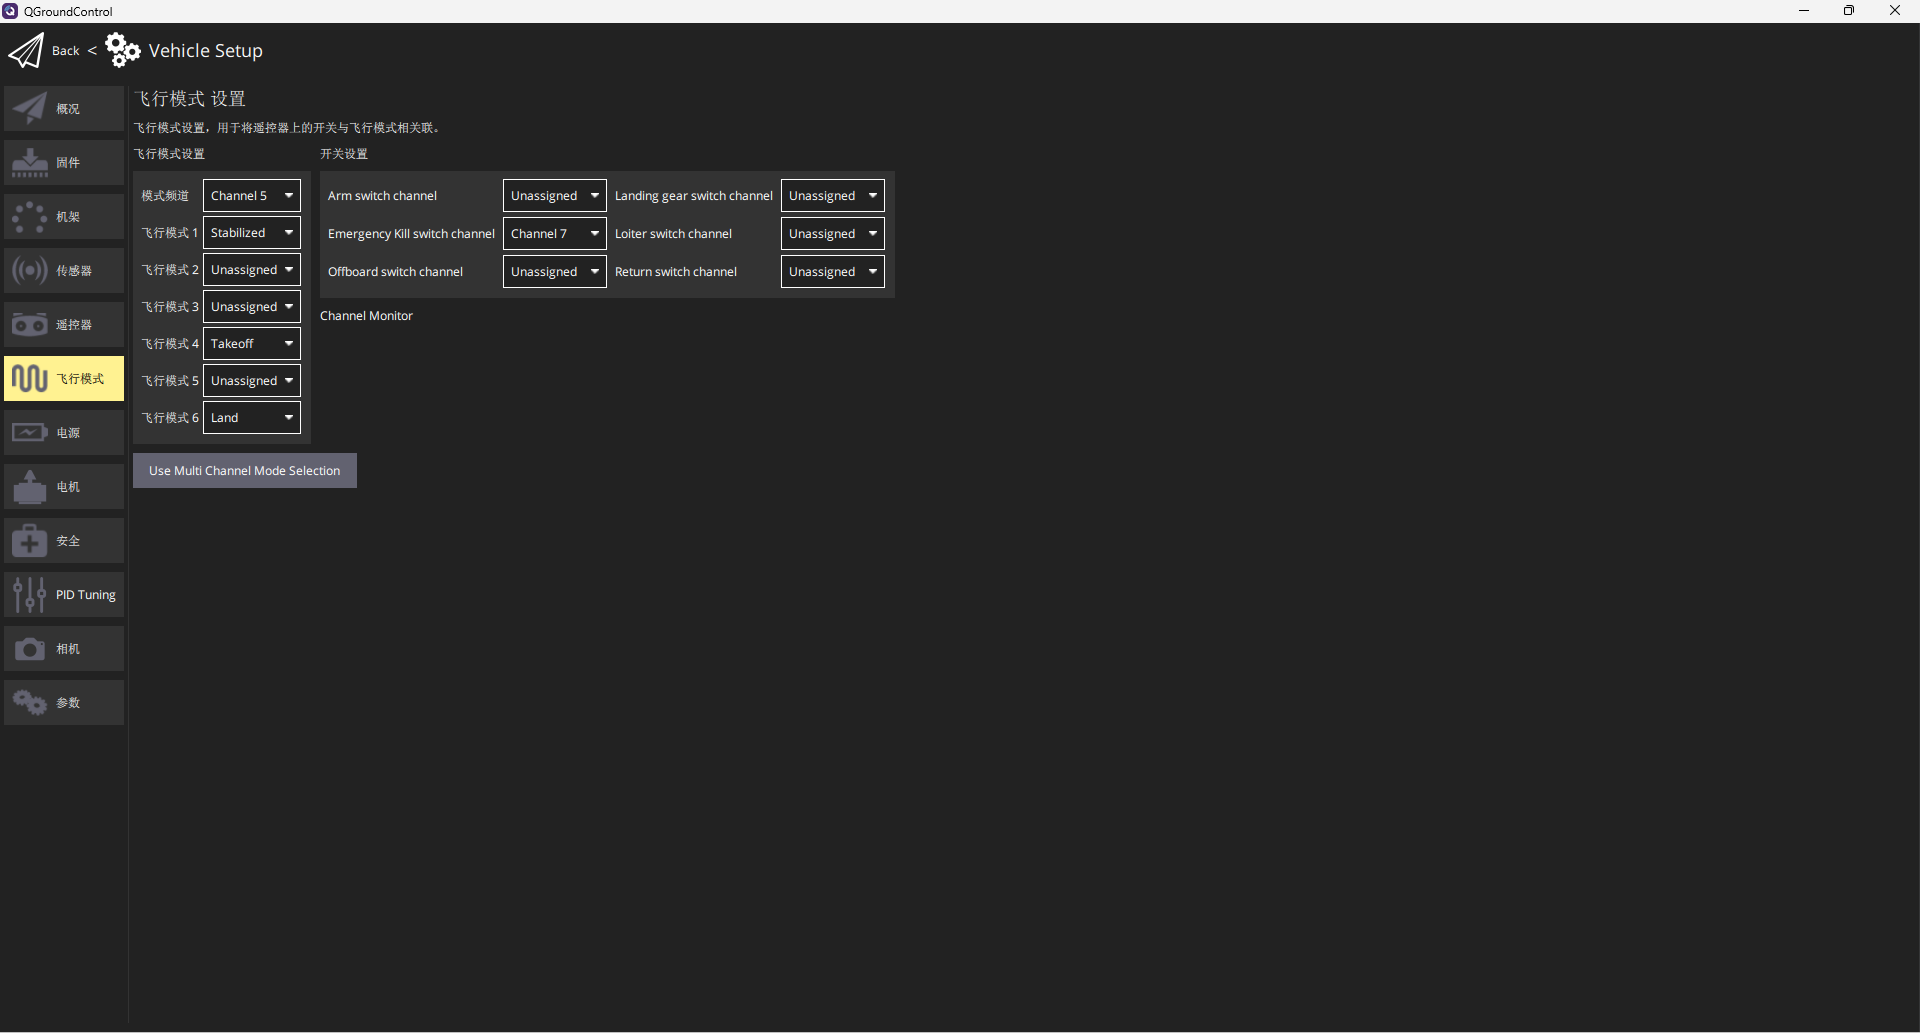 QGroundControl
Back < Vehicle Setup
概况
固件
机架
传感器
遥控器
飞行模式
电源
电机
安全
PID Tuning
相机
参数
飞行模式 设置
飞行模式设置，用于将遥控器上的开关与飞行模式相关联。
飞行模式设置
模式频道 Channel 5
飞行模式 1 Stabilized
飞行模式 2 Unassigned
飞行模式 3 Unassigned
飞行模式 4 Takeoff
飞行模式 5 Unassigned
飞行模式 6 Land
Use Multi Channel Mode Selection
开关设置
Arm switch channel Unassigned Landing gear switch channel Unassigned
Emergency Kill switch channel Channel 7 Loiter switch channel Unassigned
Offboard switch channel Unassigned Return switch channel Unassigned
Channel Monitor